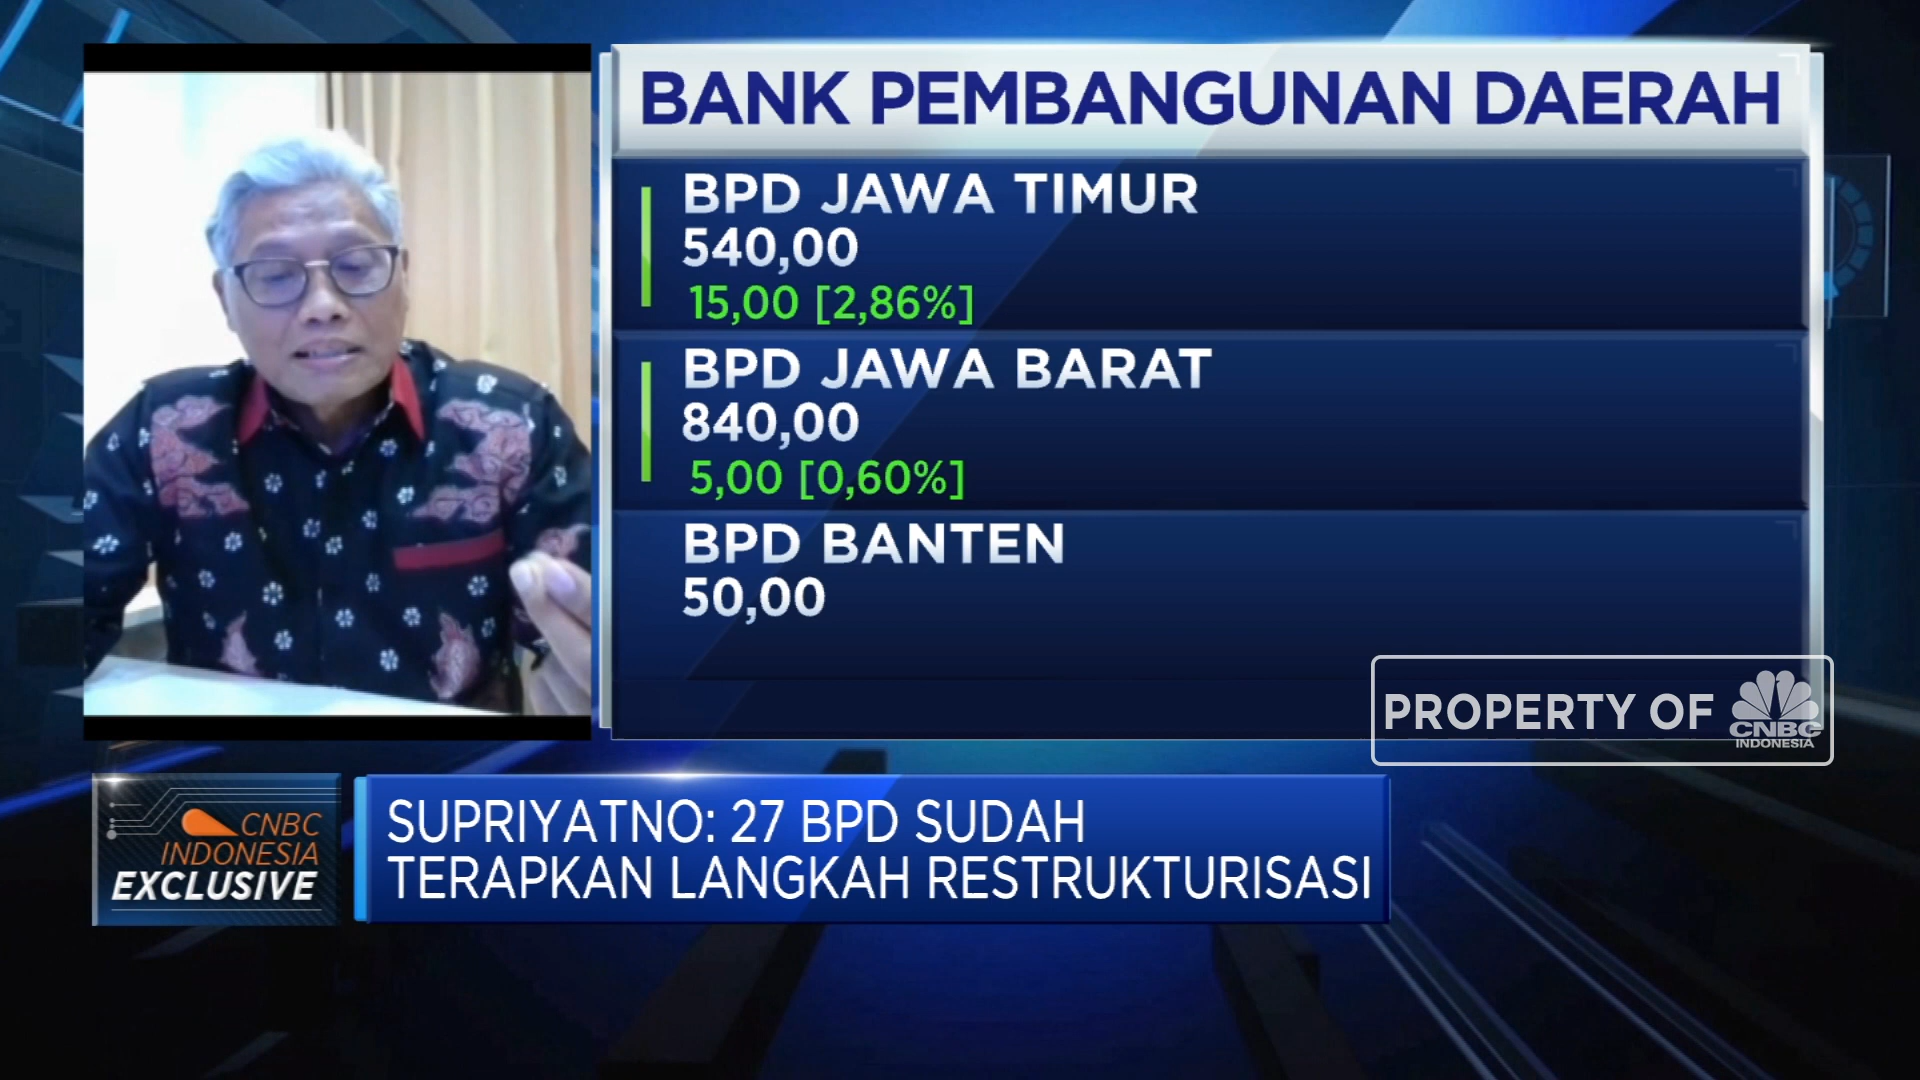 BANK PEMBANGUNAN DAERAH
BPD JAWA TIMUR
540,00
15,00 [2,86%]
BPD JAWA BARAT
840,00
5,00 [0,60%]
BPD BANTEN
50,00
PROPERTY OF
CNBC
INDONESIA
CNBC
INDONESIA
EXCLUSIVE
SUPRIYATNO: 27 BPD SUDAH
TERAPKAN LANGKAH RESTRUKTURISASI